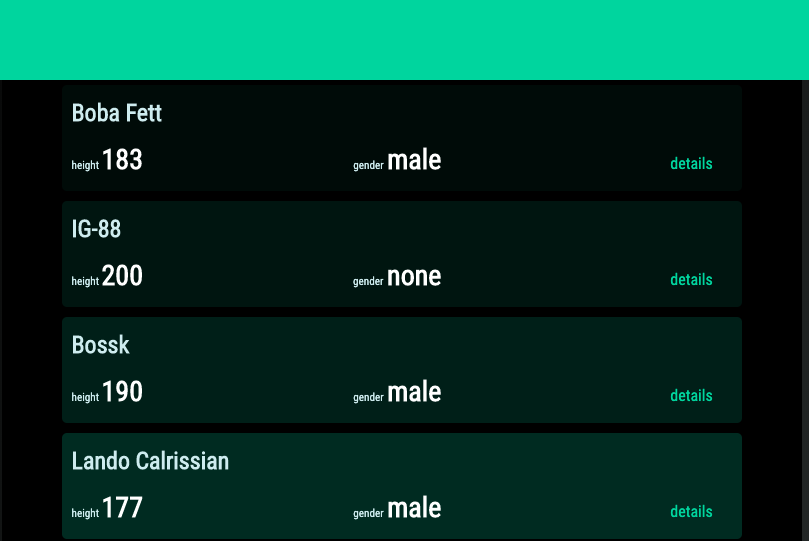 Boba Fett
height 183 gender male details
IG-88
height 200 gender none details
Bossk
height 190 gender male details
Lando Calrissian
height 177 gender male details